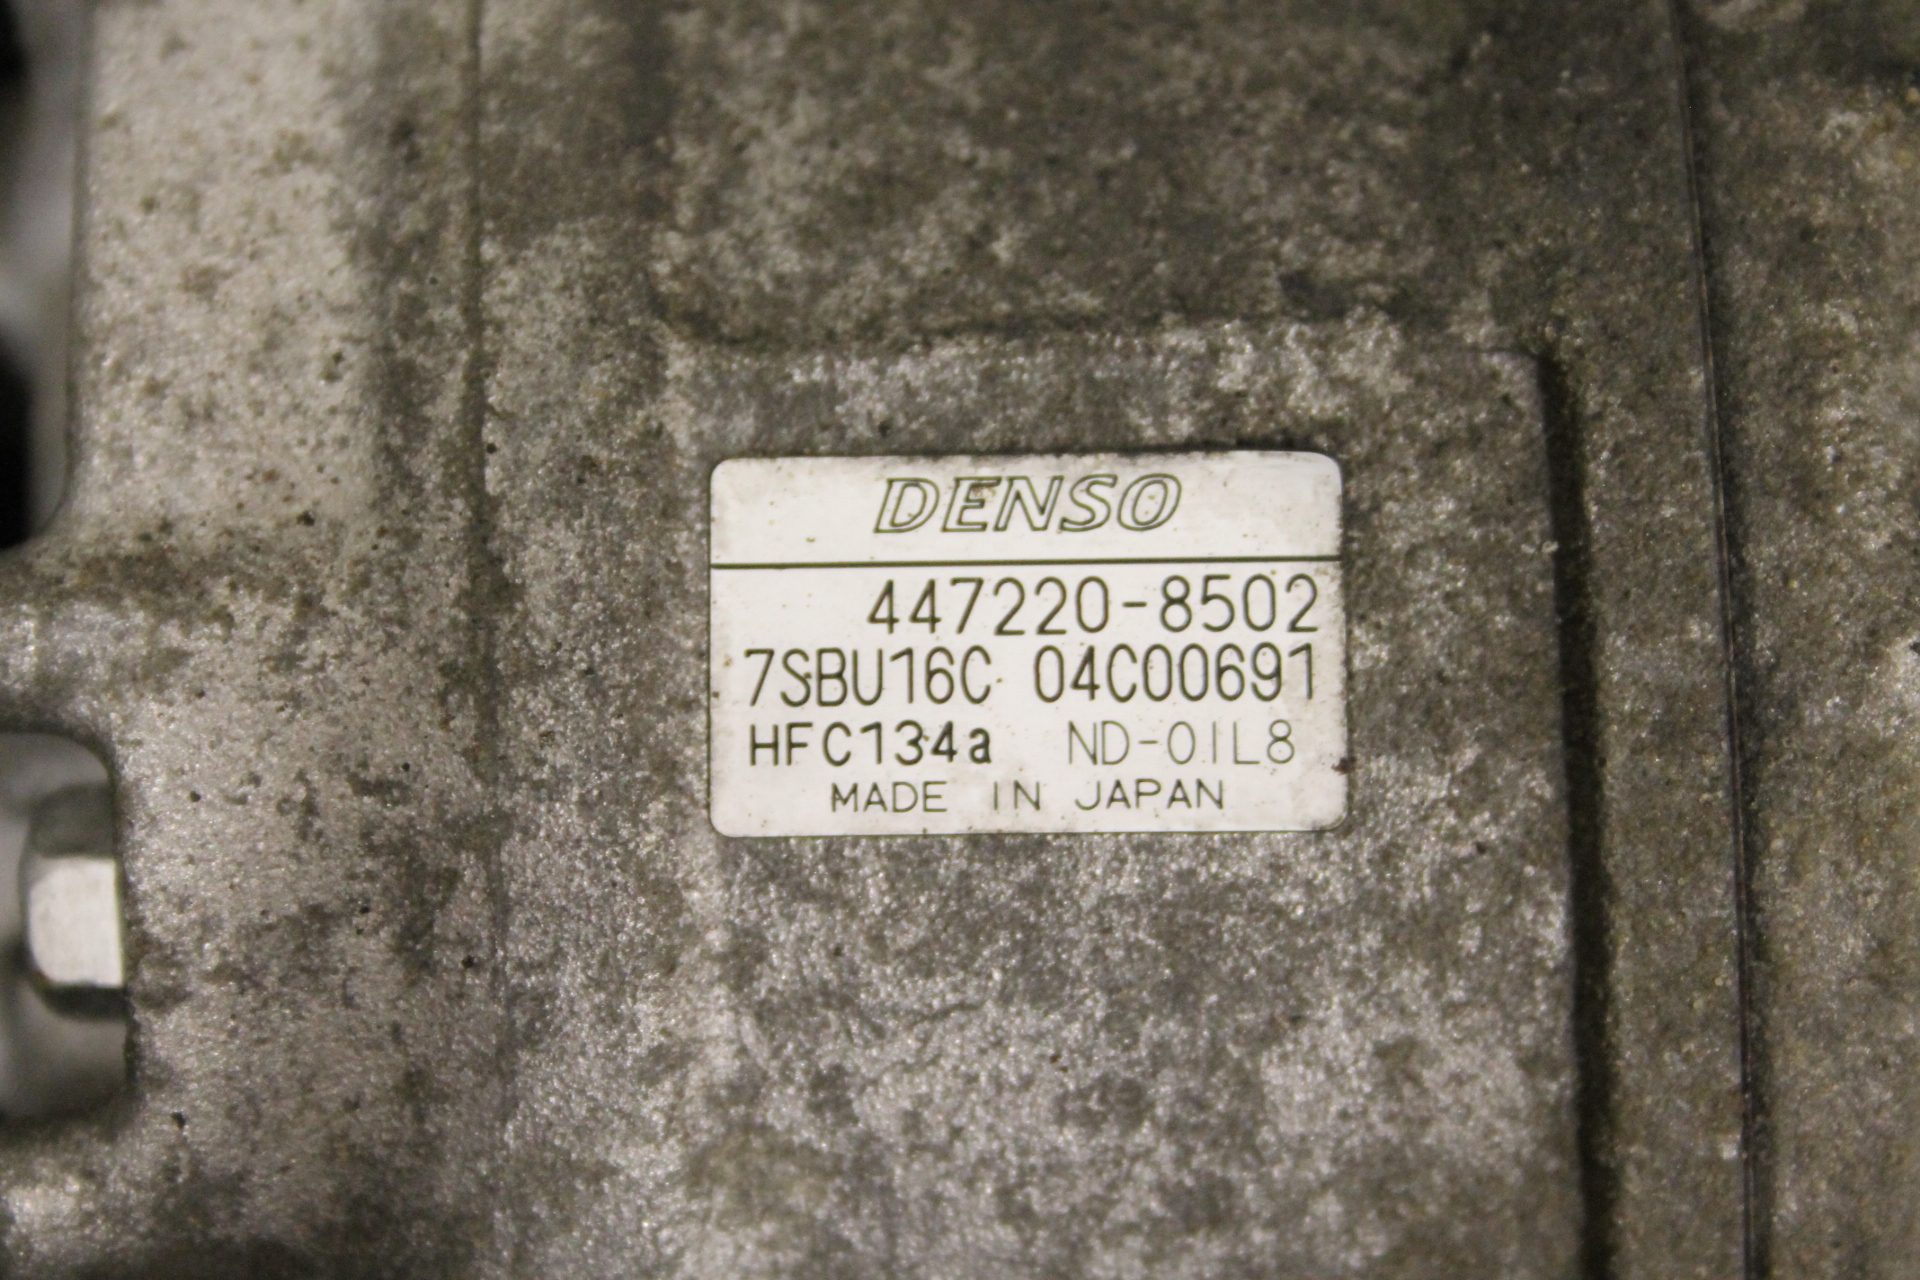 DENSO
447220-8502
7SBU16C 04C00691
HFC134a ND-OIL8
MADE IN JAPAN